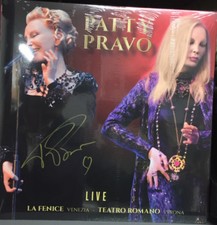 PATTY
PRAVO
LIVE
LA FENICE VENEZIA - TEATRO ROMANO VERONA